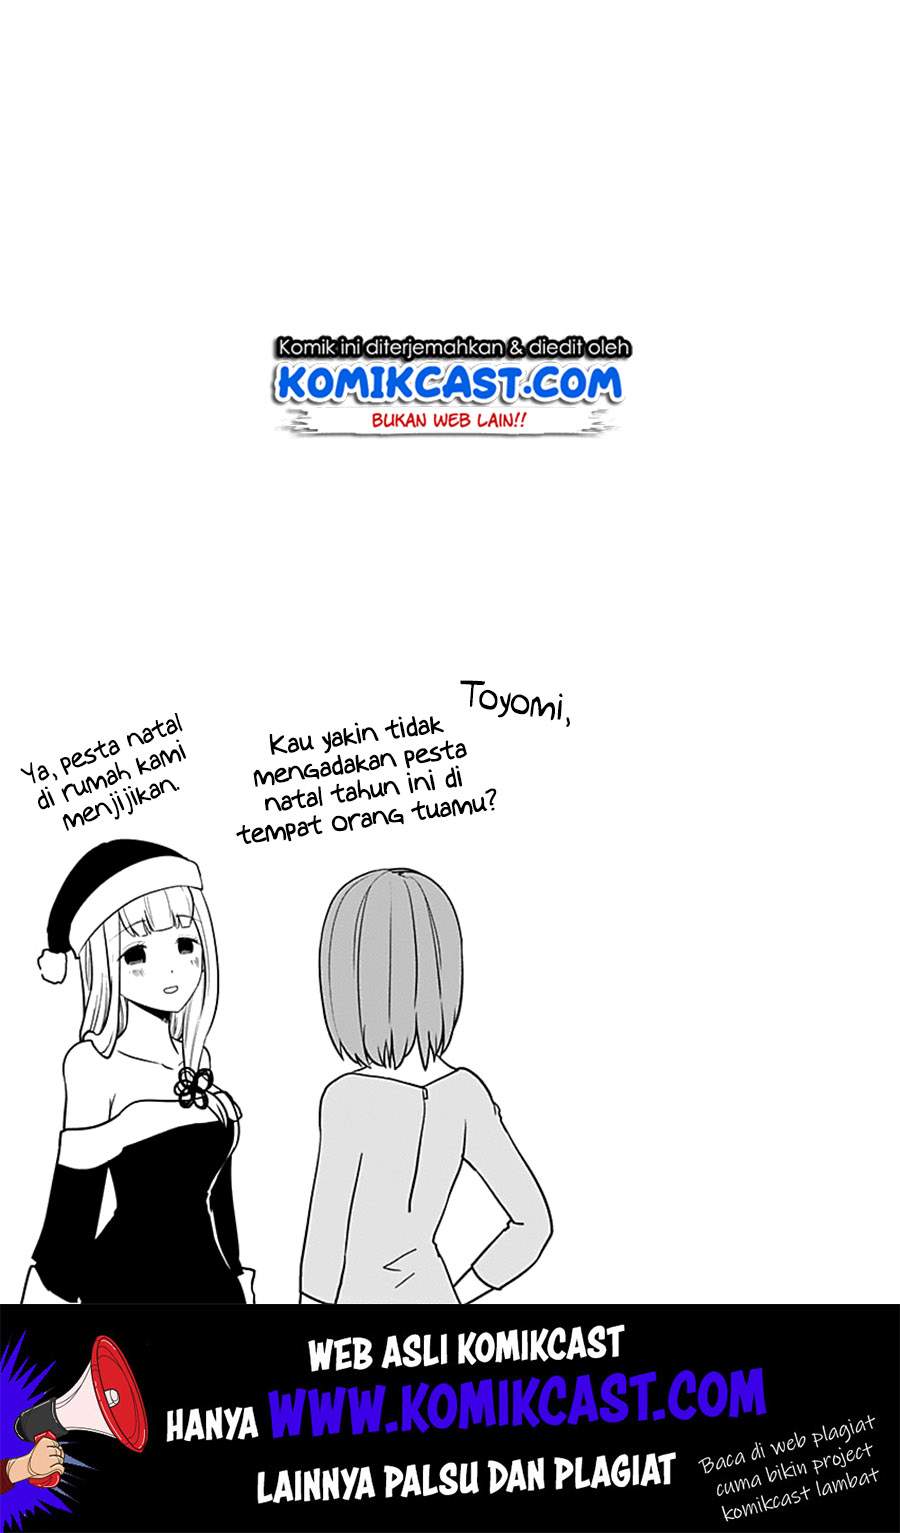 Komik ini diterjemahkan & diedit oleh
KOMIKCAST.COM
BUKAN WEB LAIN!!
Toyomi,
Kau yakin tidak
mengadakan pesta
natal tahun ini di
tempat orang tuamu?
Ya, pesta natal
di rumah kami
menjijikan.
WEB ASLI KOMIKCAST
HANYA WWW.KOMIKCAST.COM
LAINNYA PALSU DAN PLAGIAT
Baca di web plagiat
cuma bikin project
komikcast lambat